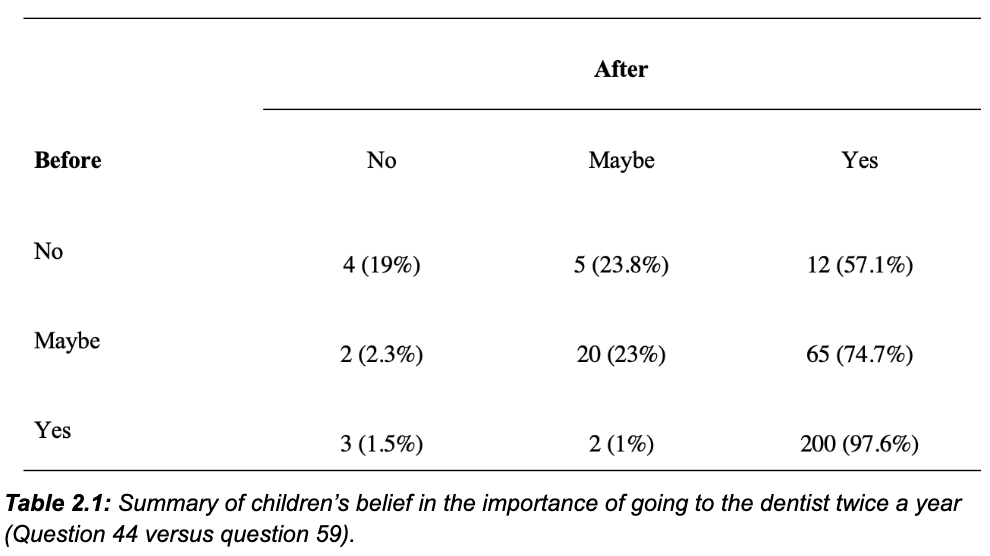 After
Before No Maybe Yes
No 4 (19%) 5 (23.8%) 12 (57.1%)
Maybe 2 (2.3%) 20 (23%) 65 (74.7%)
Yes 3 (1.5%) 2 (1%) 200 (97.6%)
Table 2.1: Summary of children’s belief in the importance of going to the dentist twice a year
(Question 44 versus question 59).